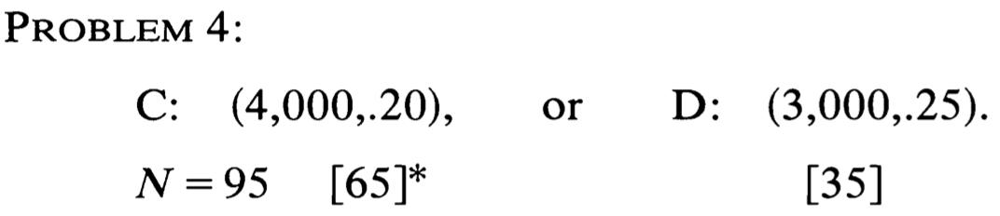 PROBLEM 4:
C: (4,000,.20), or D: (3,000,.25).
N = 95 [65]* [35]